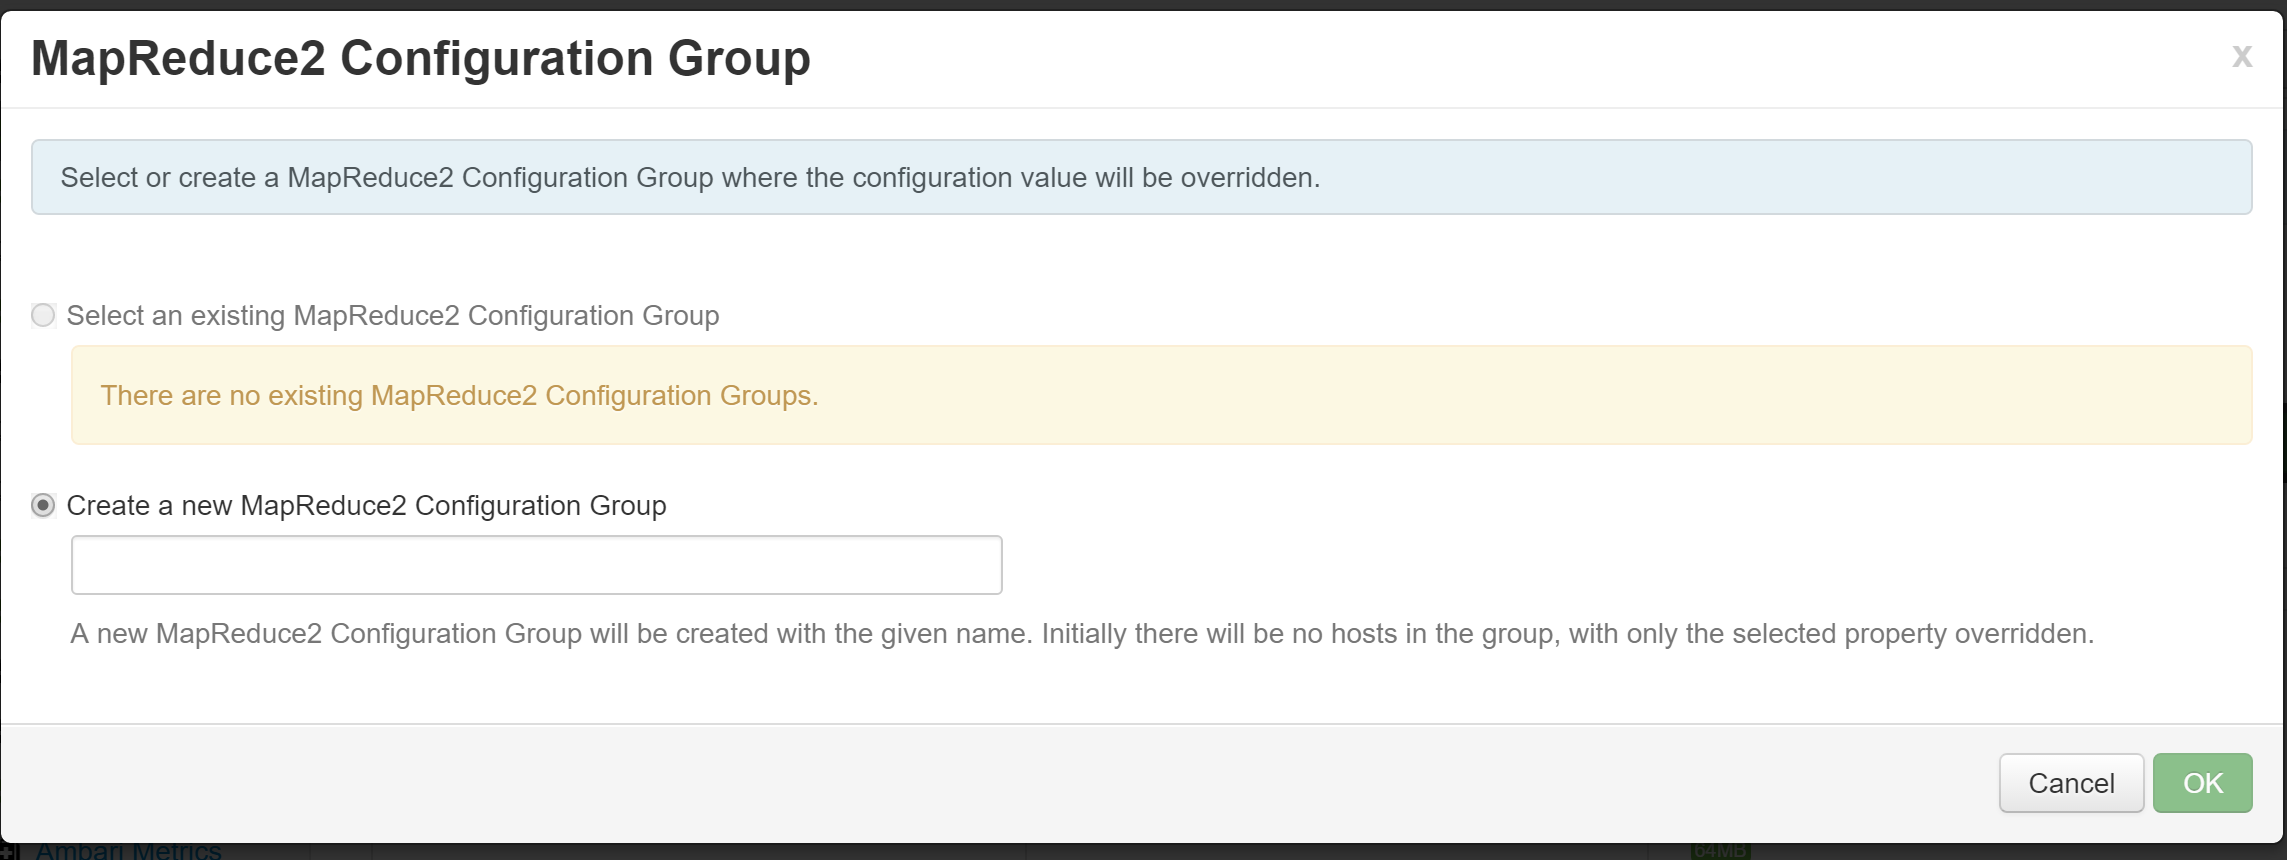 MapReduce2 Configuration Group
x
Select or create a MapReduce2 Configuration Group where the configuration value will be overridden.
Select an existing MapReduce2 Configuration Group
There are no existing MapReduce2 Configuration Groups.
Create a new MapReduce2 Configuration Group
A new MapReduce2 Configuration Group will be created with the given name. Initially there will be no hosts in the group, with only the selected property overridden.
Cancel OK
Ambari Metrics 64MB